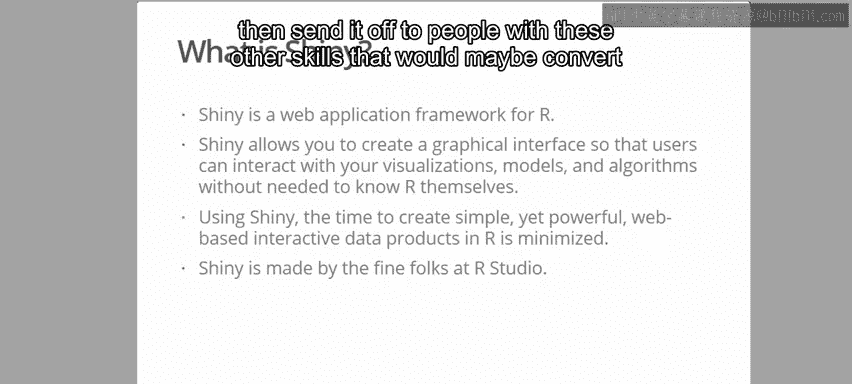 then send it off to people with these
What is Shiny?
other skills that would maybe convert
· Shiny is a web application framework for R.
· Shiny allows you to create a graphical interface so that users
can interact with your visualizations, models, and algorithms
without needed to know R themselves.
· Using Shiny, the time to create simple, yet powerful, web-
based interactive data products in R is minimized.
· Shiny is made by the fine folks at R Studio.